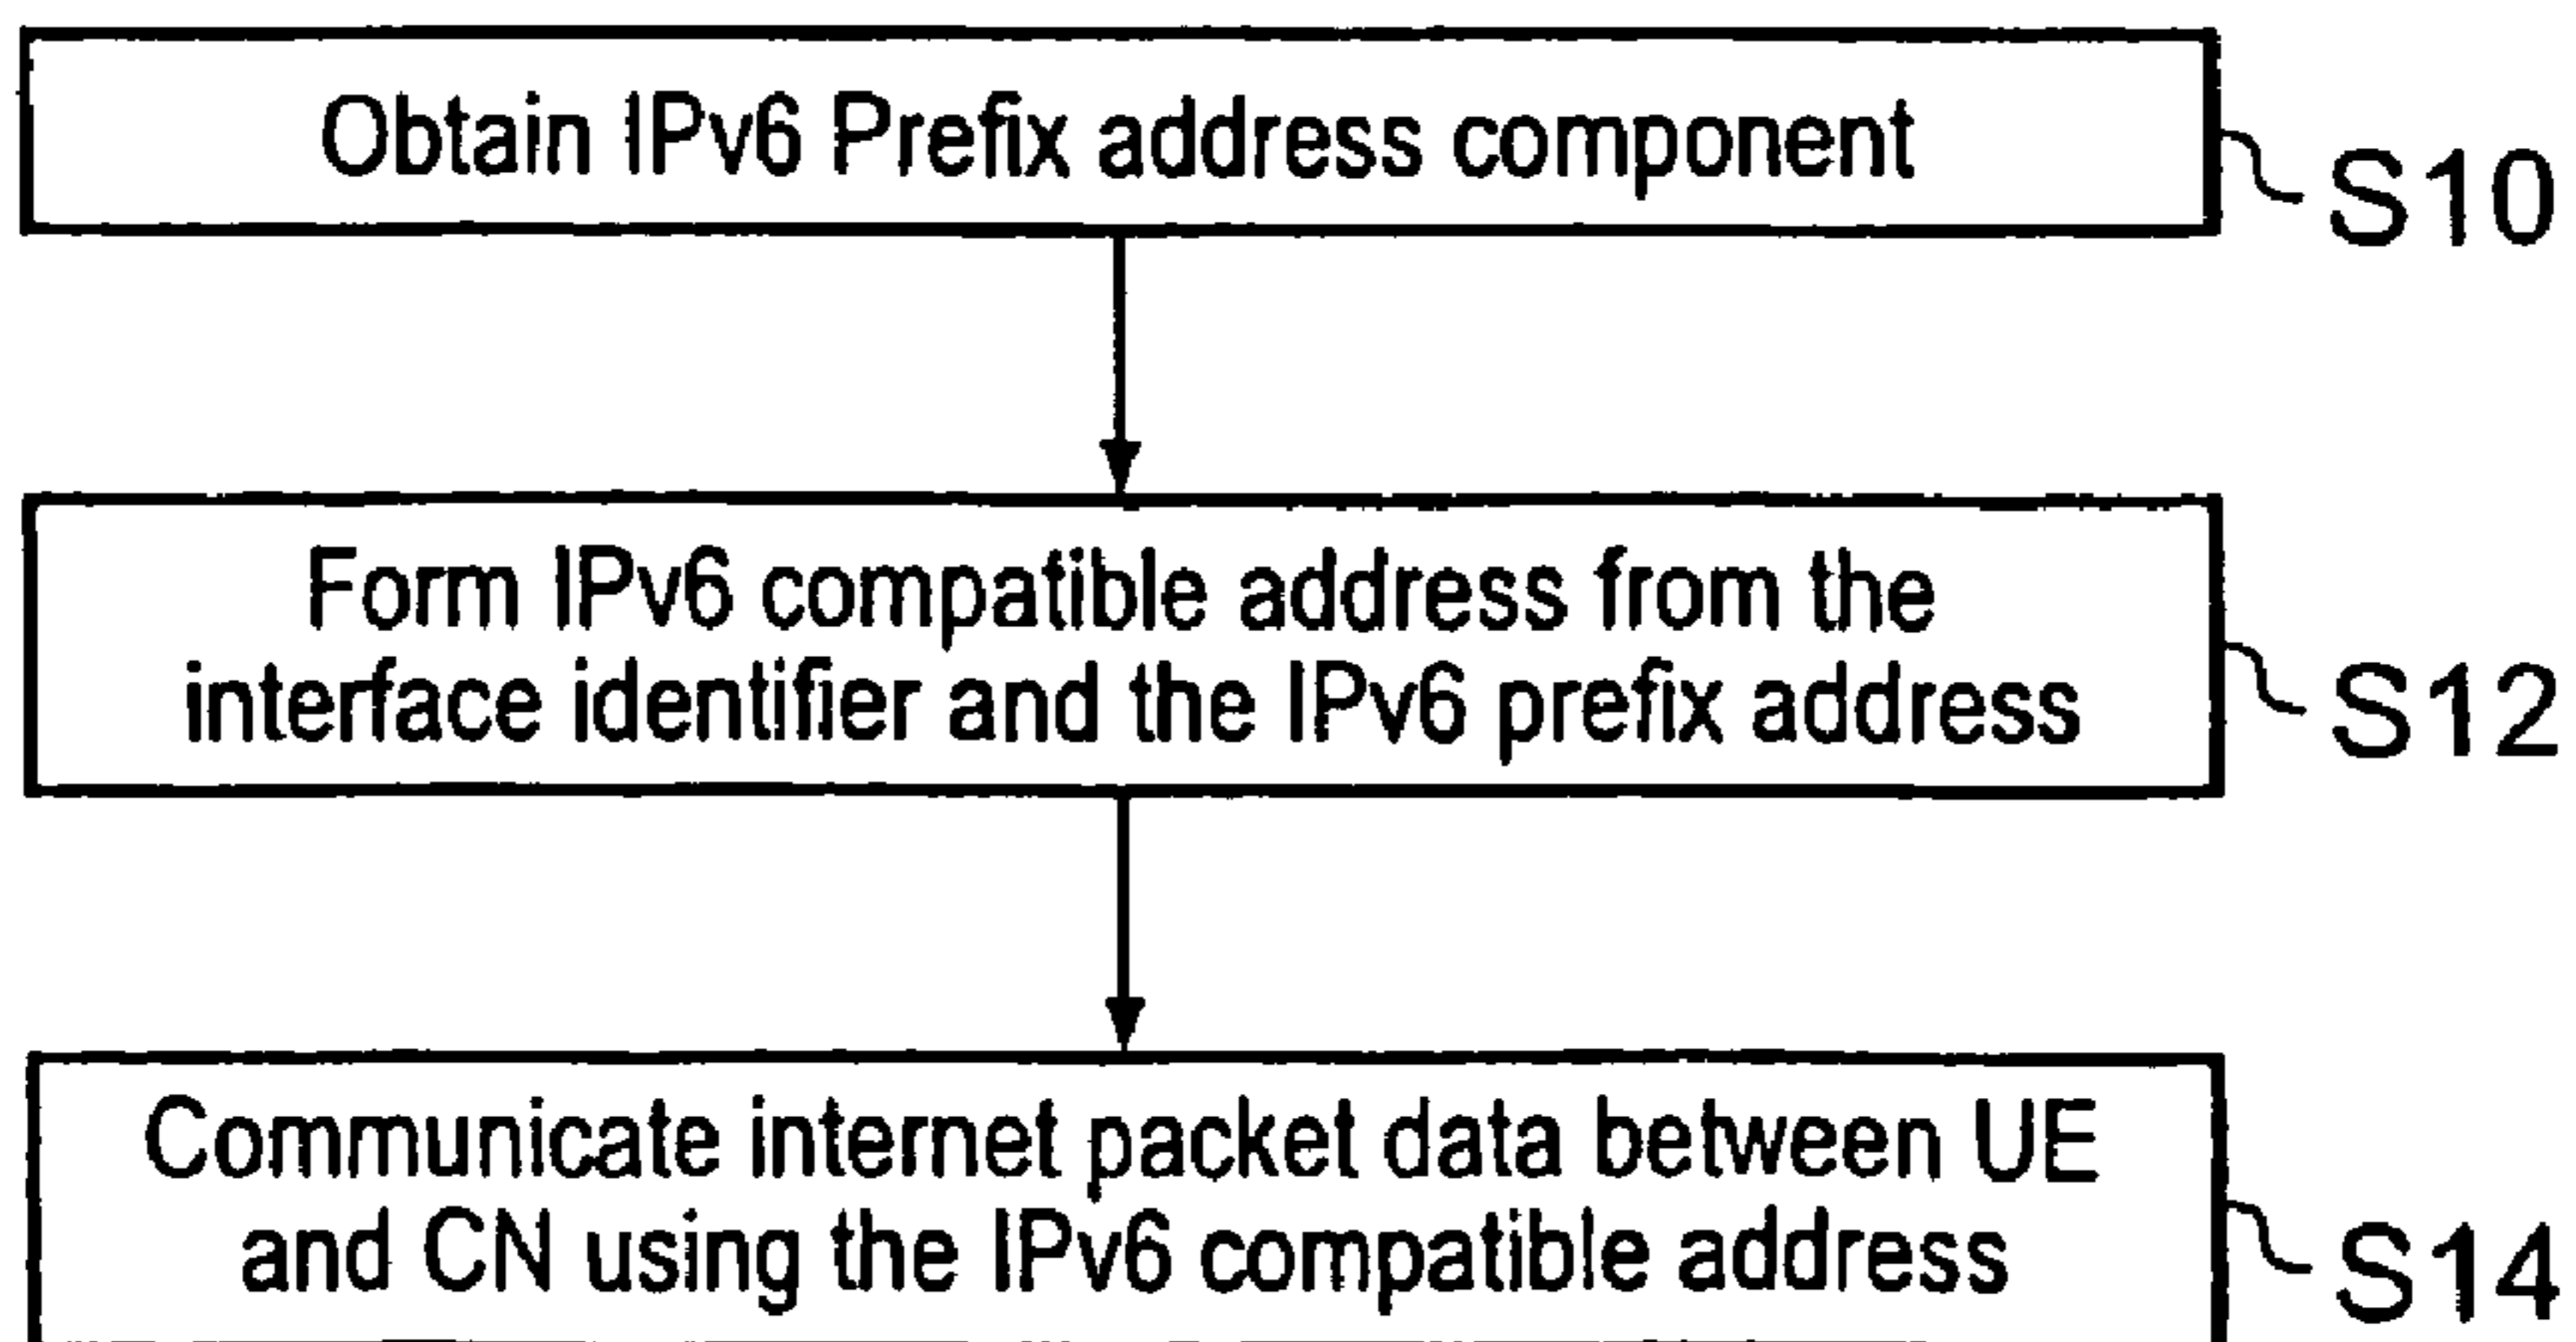 Obtain IPv6 Prefix address component
S10
Form IPv6 compatible address from the
interface identifier and the IPv6 prefix address
S12
Communicate internet packet data between UE
and CN using the IPv6 compatible address
S14